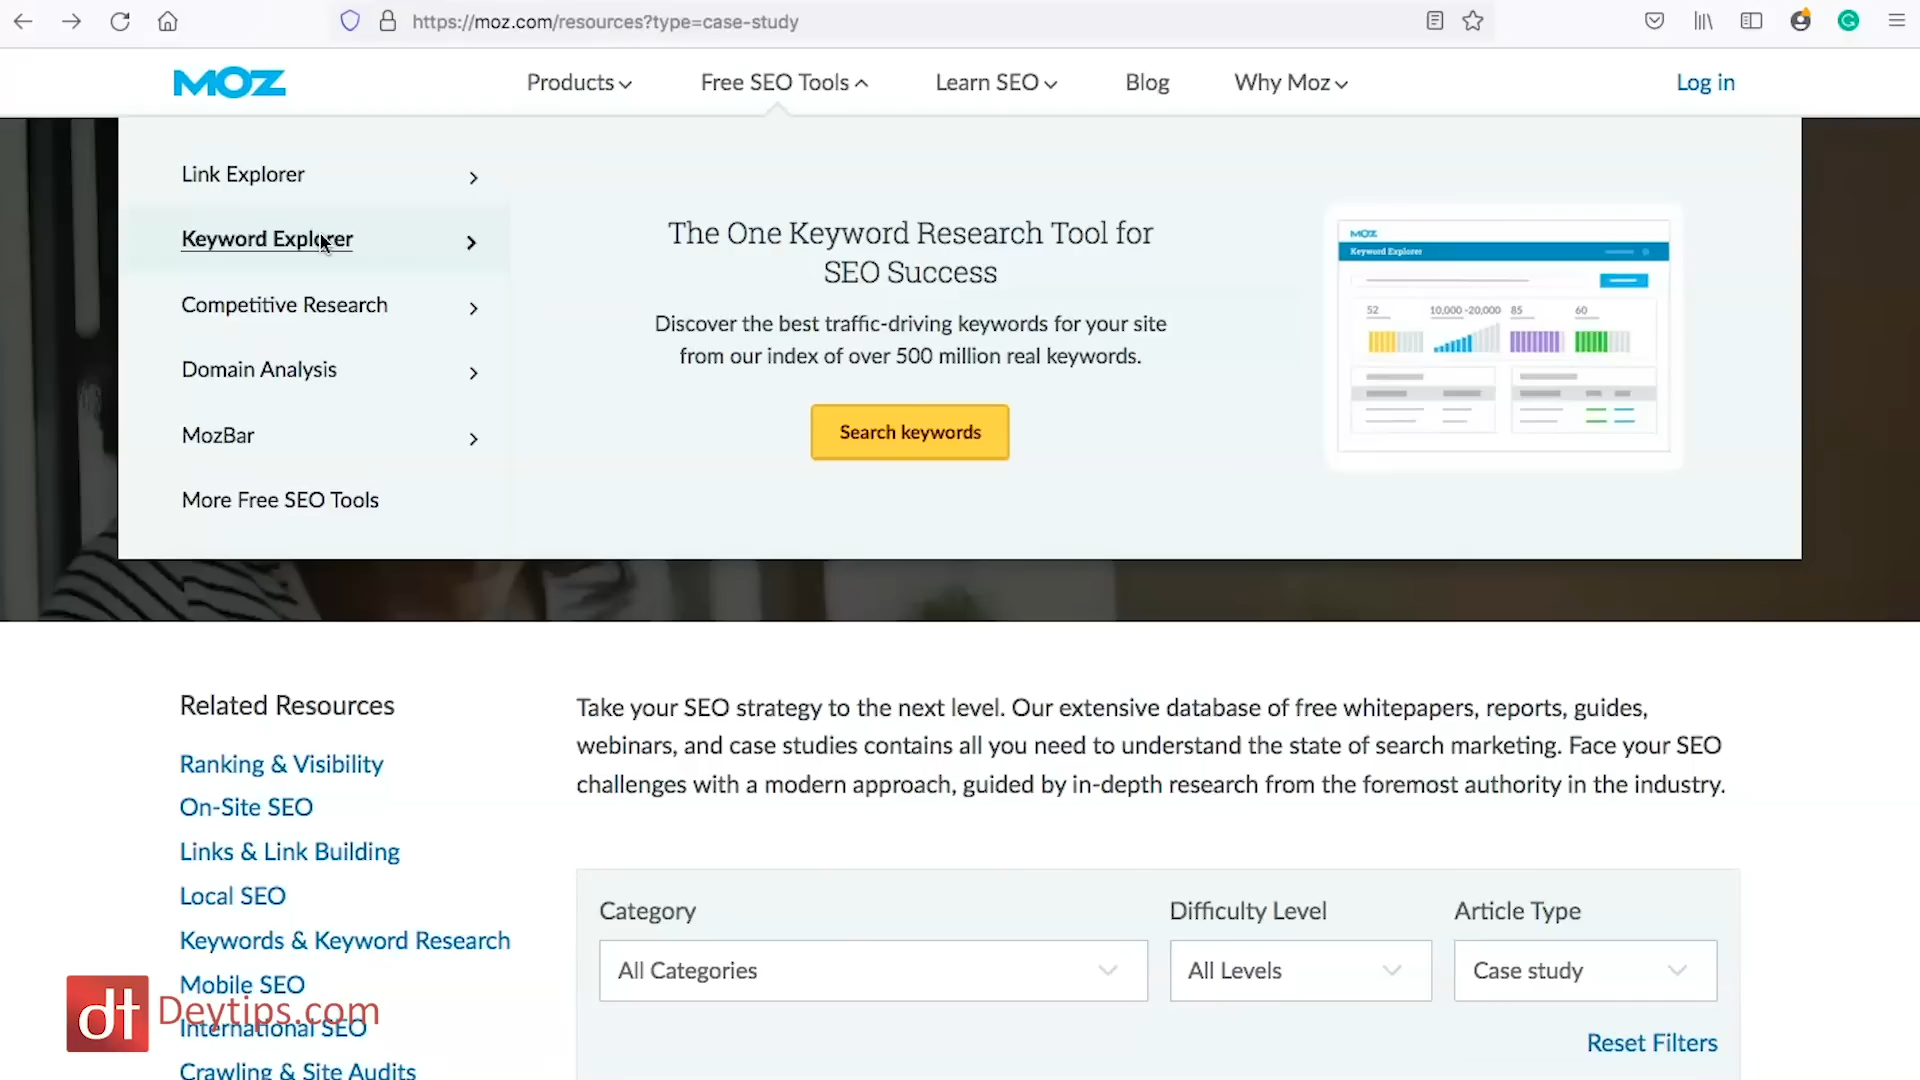 https://moz.com/resources?type=case-study
MOZ
Products
Free SEO Tools
Learn SEO
Blog
Why Moz
Log in
Link Explorer
Keyword Explorer
Competitive Research
Domain Analysis
MozBar
More Free SEO Tools
The One Keyword Research Tool for
SEO Success
Discover the best traffic-driving keywords for your site
from our index of over 500 million real keywords.
Search keywords
MOZ
Keyword Explorer
52
10,000 -20,000
85
60
Related Resources
Ranking & Visibility
On-Site SEO
Links & Link Building
Local SEO
Keywords & Keyword Research
Mobile SEO
International SEO
Crawling & Site Audits
Take your SEO strategy to the next level. Our extensive database of free whitepapers, reports, guides,
webinars, and case studies contains all you need to understand the state of search marketing. Face your SEO
challenges with a modern approach, guided by in-depth research from the foremost authority in the industry.
Category
All Categories
Difficulty Level
All Levels
Article Type
Case study
Reset Filters
dt
Deytips.com